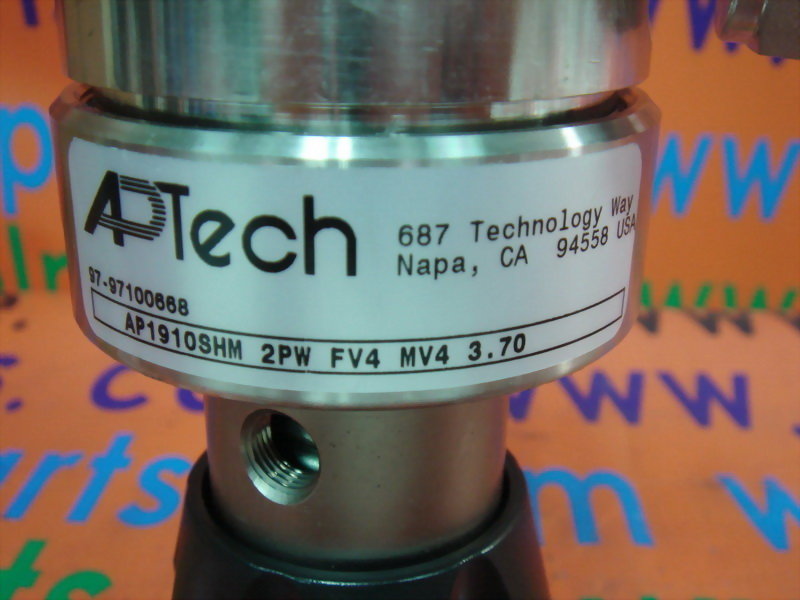 APTech
687 Technology Way
Napa, CA 94558 USA
97-97100668
AP1910SHM 2PW FV4 MV4 3.70